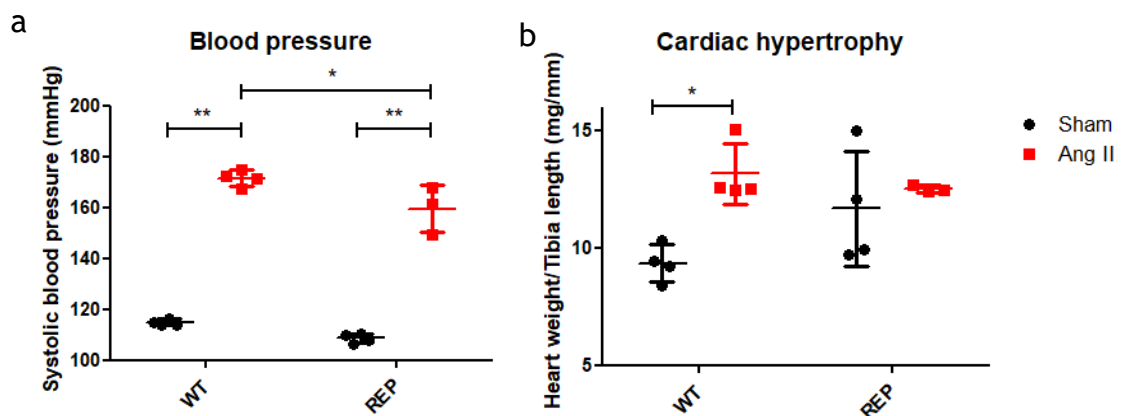 a
Blood pressure
Systolic blood pressure (mmHg)
200
180
160
140
120
100
**
*
**
WT
REP
b
Cardiac hypertrophy
Heart weight/Tibia length (mg/mm)
15
10
5
*
WT
REP
Sham
Ang II